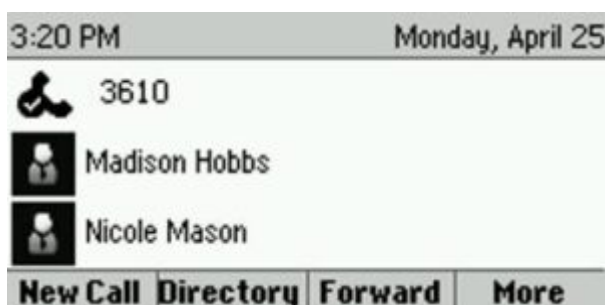 3:20 PM Monday, April 25
3610
Madison Hobbs
Nicole Mason
New Call Directory Forward More